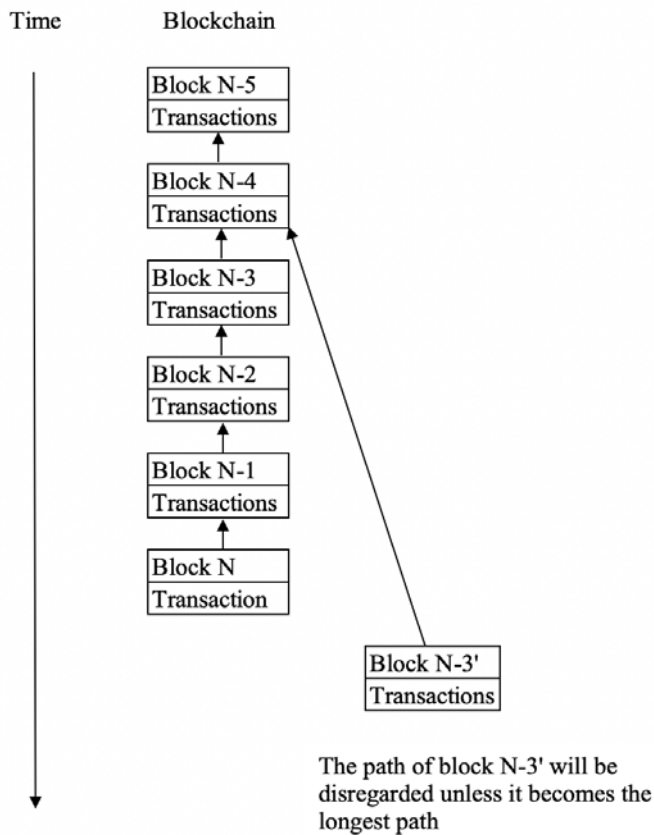 Time
Blockchain
Block N-5
Transactions
Block N-4
Transactions
Block N-3
Transactions
Block N-2
Transactions
Block N-1
Transactions
Block N
Transaction
Block N-3'
Transactions
The path of block N-3' will be
disregarded unless it becomes the
longest path